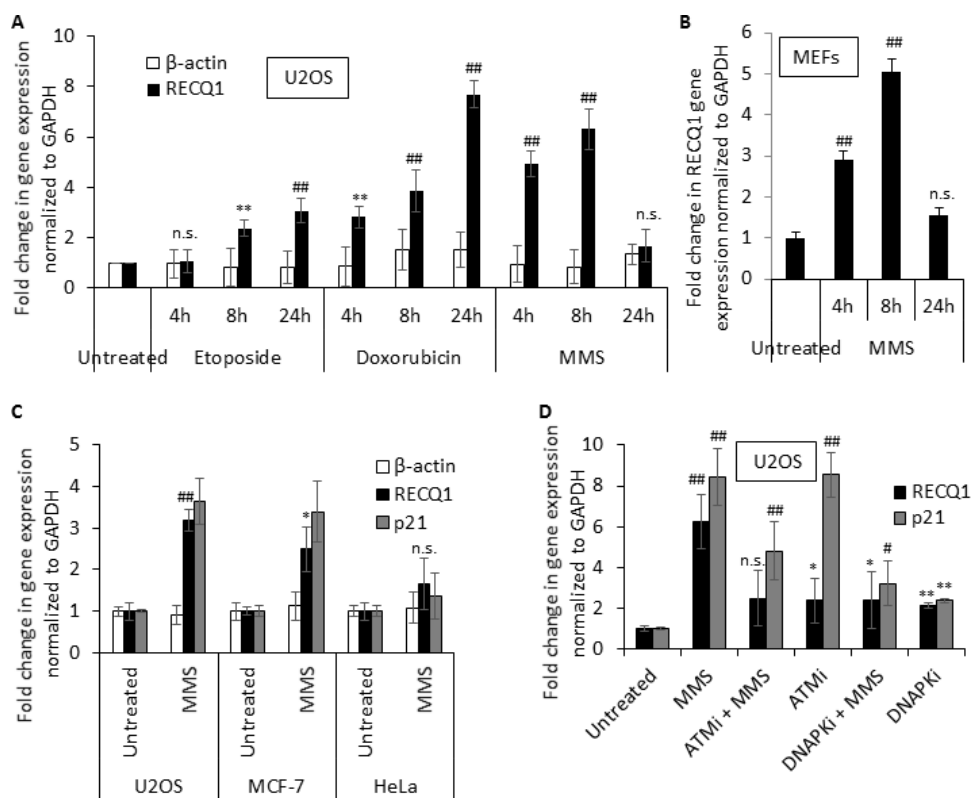 A
Fold change in gene expression
normalized to GAPDH
10
8
6
4
2
0
β-actin
RECQ1
U2OS
n.s.
**
##
**
##
##
##
##
n.s.
4h 8h 24h 4h 8h 24h 4h 8h 24h
Untreated Etoposide Doxorubicin MMS
B
Fold change in RECQ1 gene
expression normalized to GAPDH
6
5
4
3
2
1
0
MEFs
##
##
n.s.
4h 8h 24h
Untreated MMS
C
Fold change in gene expression
normalized to GAPDH
5
4
3
2
1
0
β-actin
RECQ1
p21
##
*
n.s.
Untreated MMS Untreated MMS Untreated MMS
U2OS MCF-7 HeLa
D
Fold change in gene expression
normalized to GAPDH
10
8
6
4
2
0
U2OS
RECQ1
p21
##
##
n.s.
##
*
##
*
#
**
**
Untreated
MMS
ATMi + MMS
ATMi
DNAPKi + MMS
DNAPKi